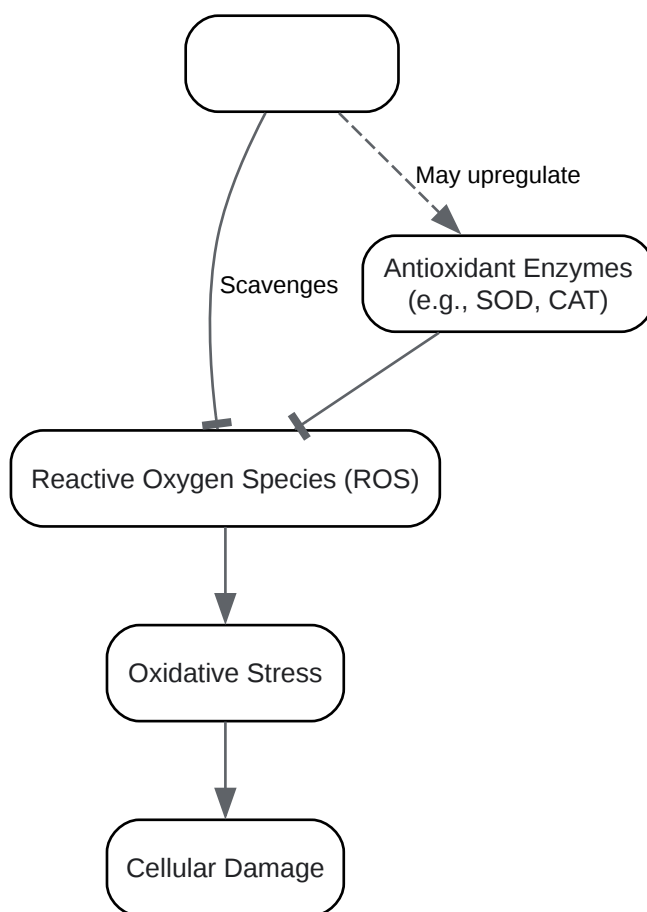 May upregulate
Antioxidant Enzymes
(e.g., SOD, CAT)
Scavenges
Reactive Oxygen Species (ROS)
Oxidative Stress
Cellular Damage